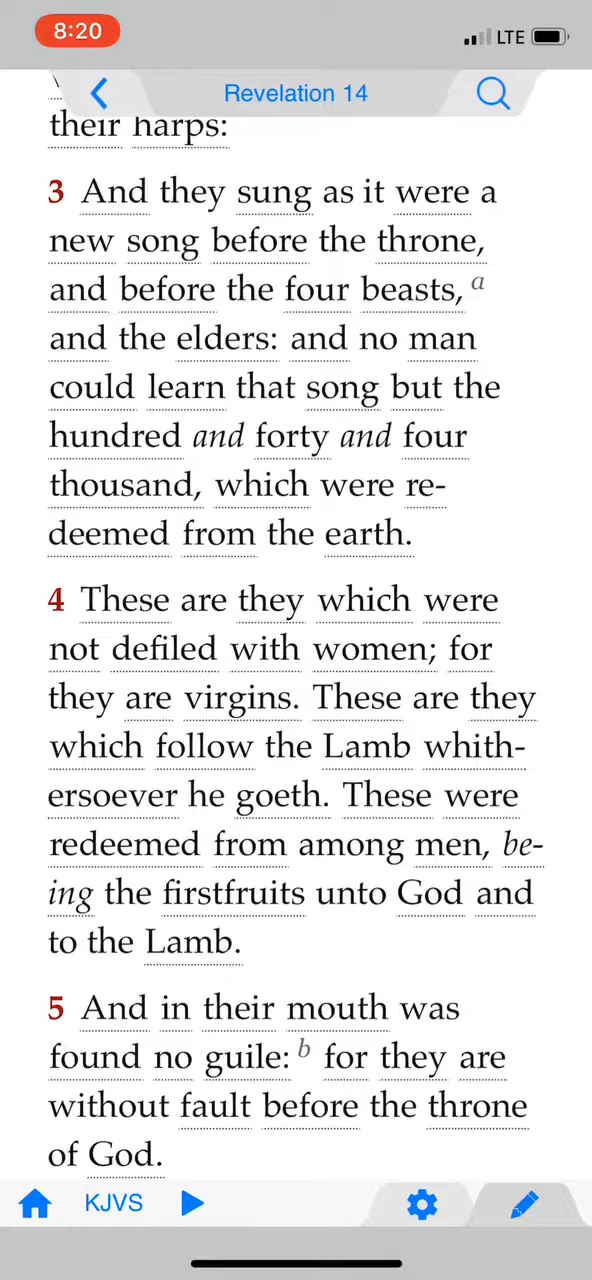 8:20
LTE
Revelation 14
their harps:
3 And they sung as it were a
new song before the throne,
and before the four beasts, a
and the elders: and no man
could learn that song but the
hundred and forty and four
thousand, which were re-
deemed from the earth.
4 These are they which were
not defiled with women; for
they are virgins. These are they
which follow the Lamb whith-
ersoever he goeth. These were
redeemed from among men, be-
ing the firstfruits unto God and
to the Lamb.
5 And in their mouth was
found no guile: b for they are
without fault before the throne
of God.
KJVS